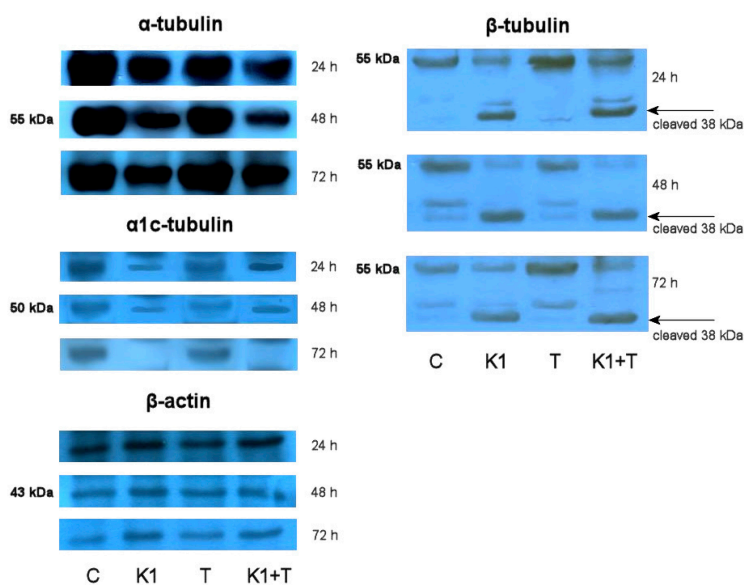 α-tubulin
24 h
55 kDa
48 h
72 h
α1c-tubulin
24 h
50 kDa
48 h
72 h
β-actin
24 h
43 kDa
48 h
72 h
C K1 T K1+T
β-tubulin
55 kDa
24 h
cleaved 38 kDa
55 kDa
48 h
cleaved 38 kDa
55 kDa
72 h
cleaved 38 kDa
C K1 T K1+T